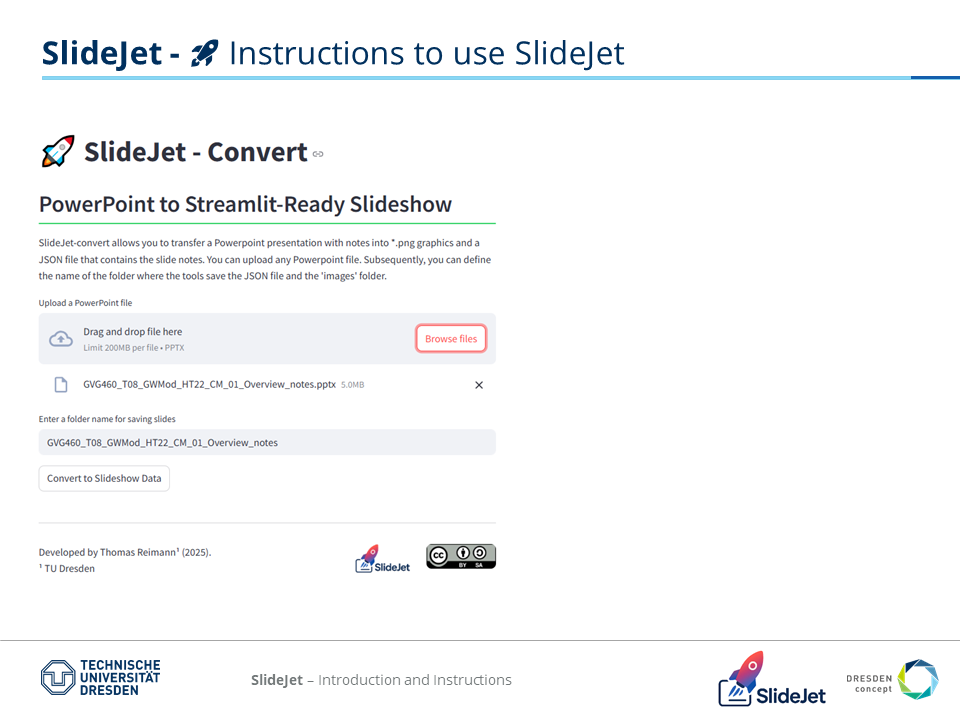 SlideJet - 🚀 Instructions to use SlideJet
🚀 SlideJet - Convert
PowerPoint to Streamlit-Ready Slideshow
SlideJet-convert allows you to transfer a Powerpoint presentation with notes into *.png graphics and a
JSON file that contains the slide notes. You can upload any Powerpoint file. Subsequently, you can define
the name of the folder where the tools save the JSON file and the 'images' folder.
Upload a PowerPoint file
Drag and drop file here
Limit 200MB per file • PPTX
Browse files
GVG460_T08_GWMod_HT22_CM_01_Overview_notes.pptx 5.0MB
Enter a folder name for saving slides
GVG460_T08_GWMod_HT22_CM_01_Overview_notes
Convert to Slideshow Data
Developed by Thomas Reimann¹ (2025).
¹ TU Dresden
SlideJet
CC BY SA
TECHNISCHE
UNIVERSITÄT
DRESDEN
SlideJet – Introduction and Instructions
SlideJet
DRESDEN
concept